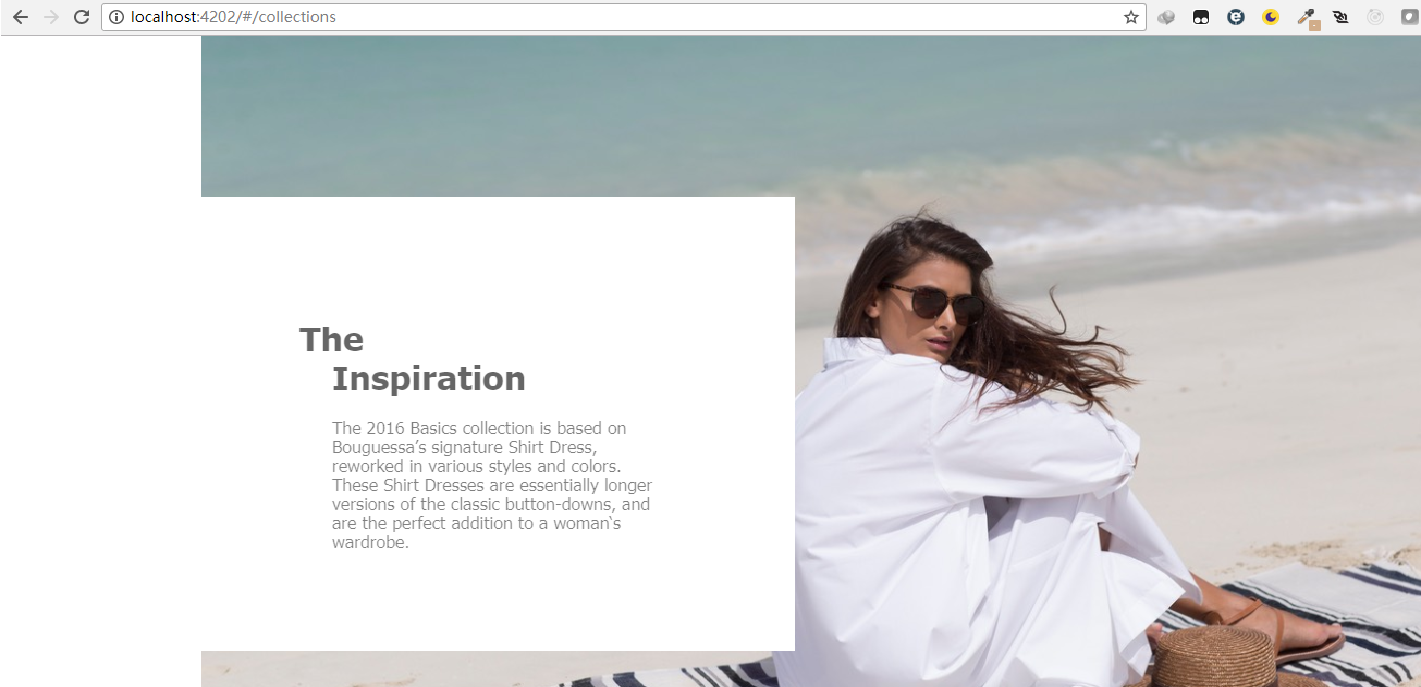 localhost:4202/#/collections
The
Inspiration
The 2016 Basics collection is based on
Bouguessa’s signature Shirt Dress,
reworked in various styles and colors.
These Shirt Dresses are essentially longer
versions of the classic button-downs, and
are the perfect addition to a woman‘s
wardrobe.